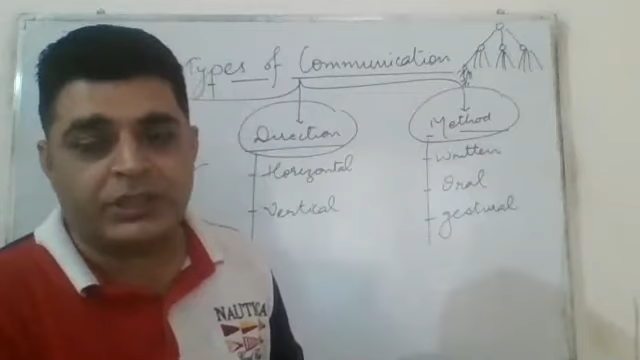 Types of Communication
Direction
Horizontal
Vertical
Method
Written
Oral
gestural
NAUTICA